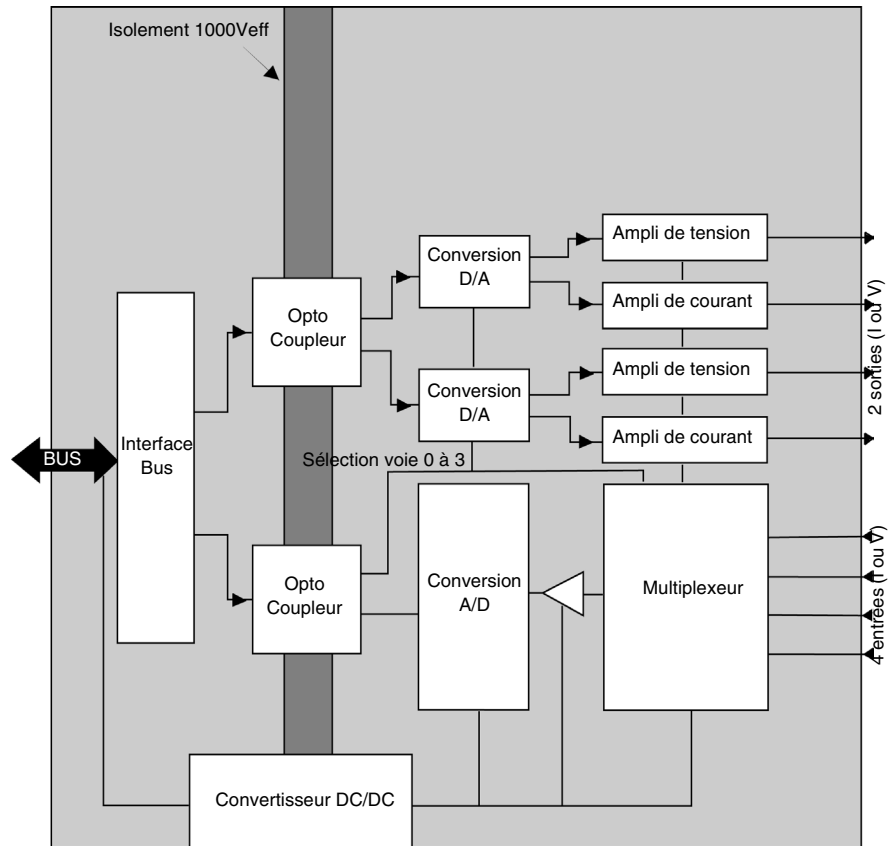 Isolement 1000Veff
Ampli de tension
Conversion
D/A
Ampli de courant
Opto
Coupleur
2 sorties (I ou V)
Ampli de tension
Conversion
D/A
Ampli de courant
Interface
Bus
BUS
Sélection voie 0 à 3
Opto
Coupleur
Conversion
A/D
Multiplexeur
4 entrées (I ou V)
Convertisseur DC/DC